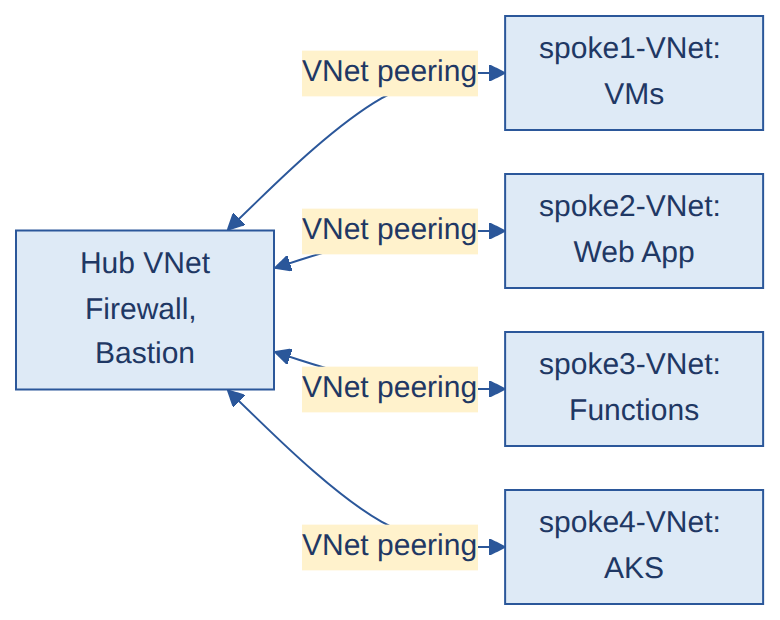 VNet peering
spoke1-VNet:
VMs
VNet peering
spoke2-VNet:
Web App
Hub VNet
Firewall,
Bastion
VNet peering
spoke3-VNet:
Functions
VNet peering
spoke4-VNet:
AKS